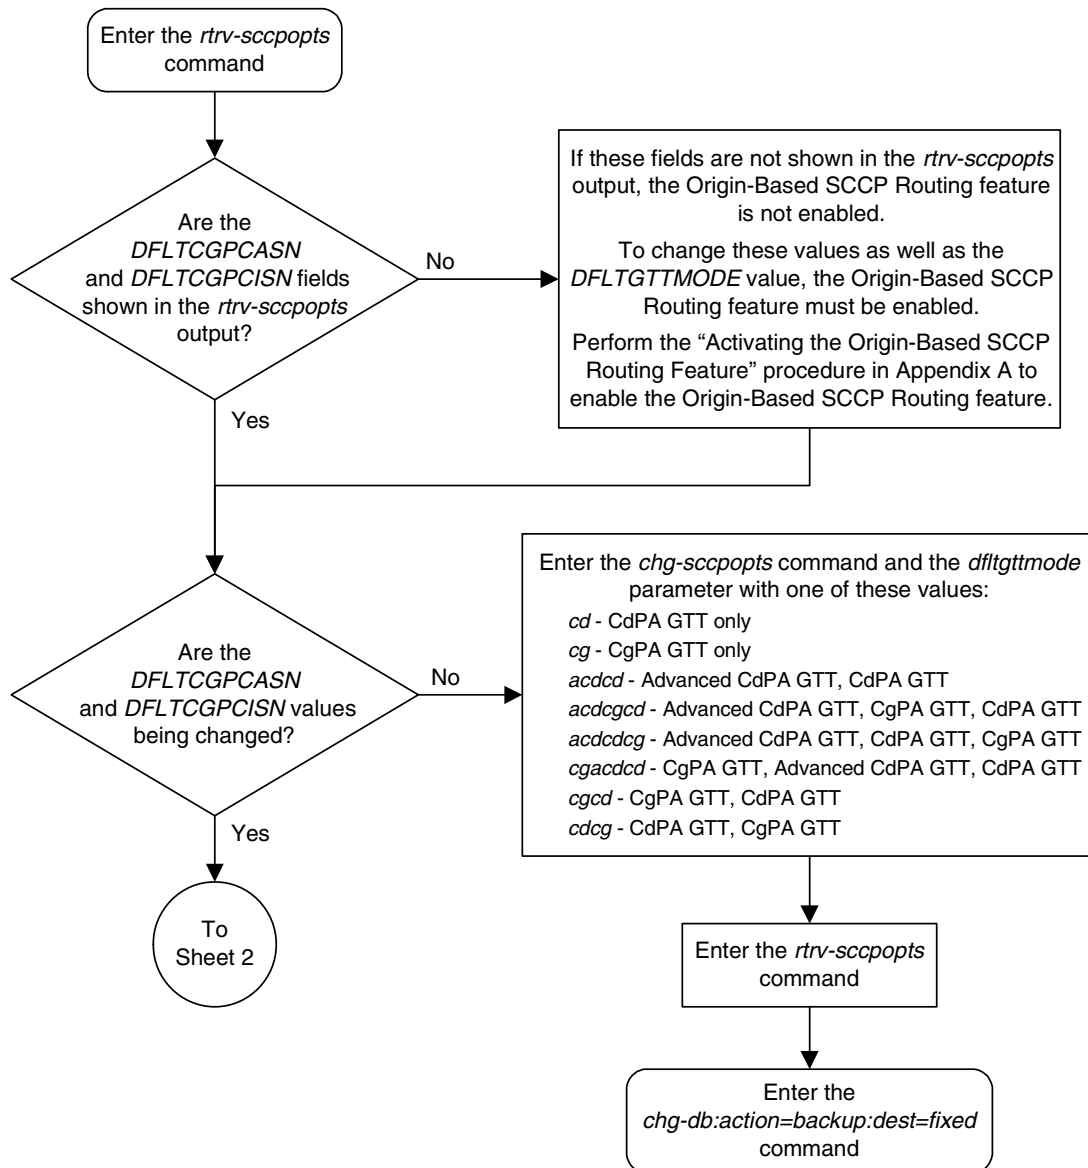 Enter the rtrv-sccpopts
command
Are the
DFLTCGPCASN
and DFLTCGPCISN fields
shown in the rtrv-sccpopts
output?
No
If these fields are not shown in the rtrv-sccpopts
output, the Origin-Based SCCP Routing feature
is not enabled.
To change these values as well as the
DFLTGTTMODE value, the Origin-Based SCCP
Routing feature must be enabled.
Perform the “Activating the Origin-Based SCCP
Routing Feature” procedure in Appendix A to
enable the Origin-Based SCCP Routing feature.
Yes
Are the
DFLTCGPCASN
and DFLTCGPCISN values
being changed?
No
Enter the chg-sccpopts command and the dfltgttmode
parameter with one of these values:
cd - CdPA GTT only
cg - CgPA GTT only
acdcd - Advanced CdPA GTT, CdPA GTT
acdcgcd - Advanced CdPA GTT, CgPA GTT, CdPA GTT
acdcdcg - Advanced CdPA GTT, CdPA GTT, CgPA GTT
cgacdcd - CgPA GTT, Advanced CdPA GTT, CdPA GTT
cgcd - CgPA GTT, CdPA GTT
cdcg - CdPA GTT, CgPA GTT
Yes
To
Sheet 2
Enter the rtrv-sccpopts
command
Enter the
chg-db:action=backup:dest=fixed
command